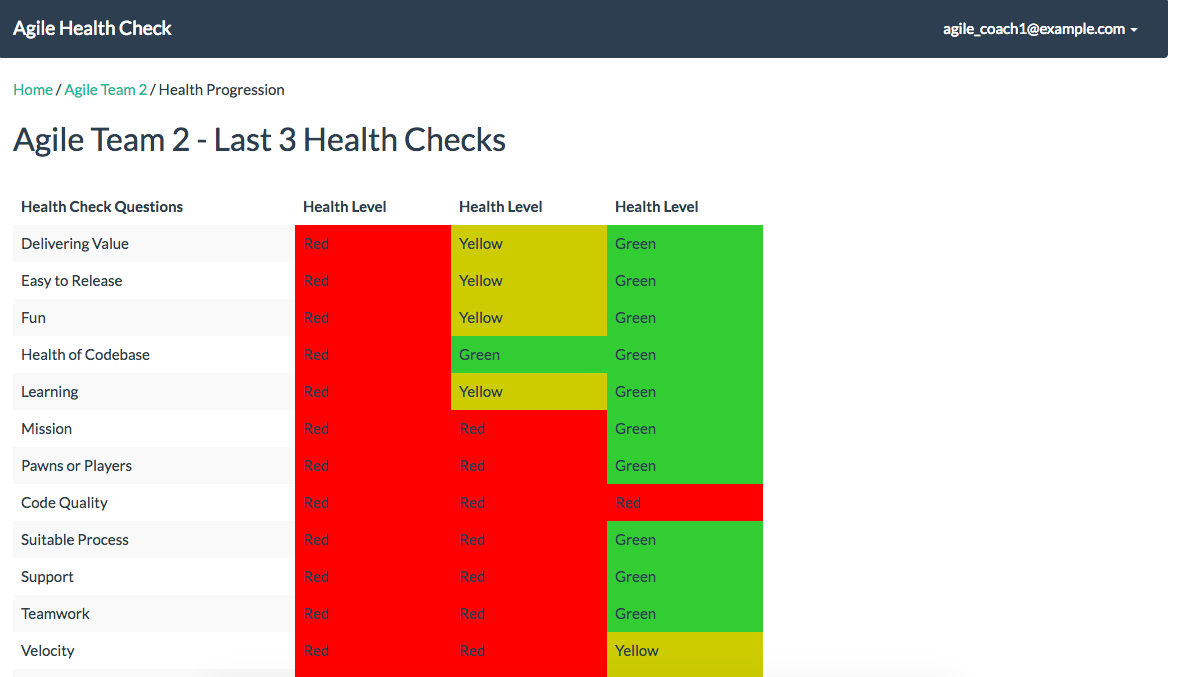 Agile Health Check agile_coach1@example.com
Home / Agile Team 2 / Health Progression
Agile Team 2 - Last 3 Health Checks
Health Check Questions Health Level Health Level Health Level
Delivering Value Red Yellow Green
Easy to Release Red Yellow Green
Fun Red Yellow Green
Health of Codebase Red Green Green
Learning Red Yellow Green
Mission Red Red Green
Pawns or Players Red Red Green
Code Quality Red Red Red
Suitable Process Red Red Green
Support Red Red Green
Teamwork Red Red Green
Velocity Red Red Yellow